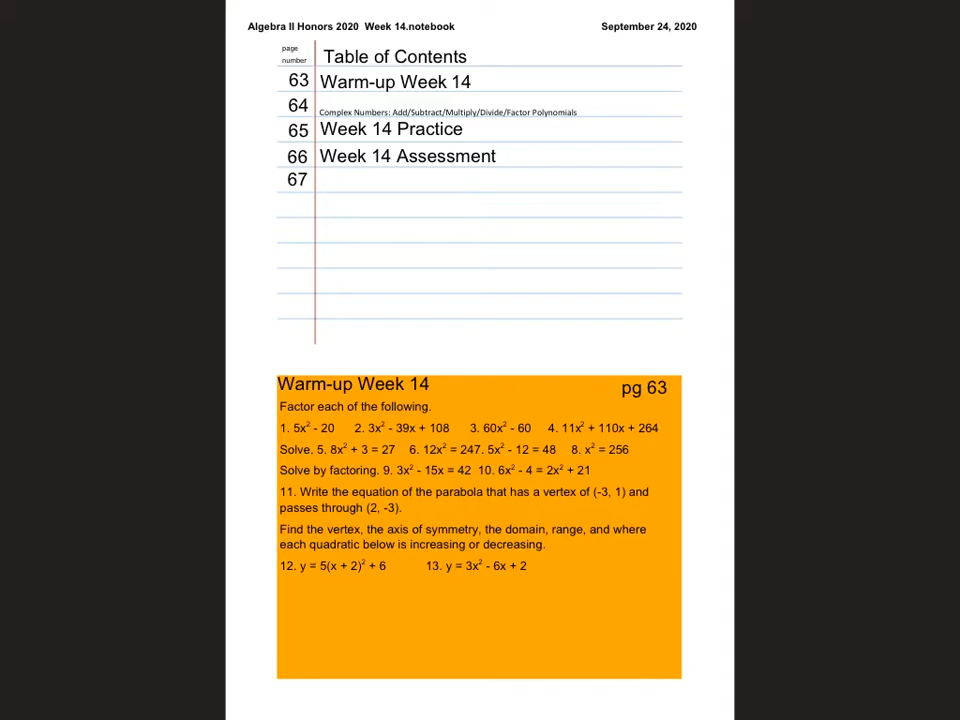 Algebra II Honors 2020 Week 14.notebook September 24, 2020
page
number
Table of Contents
63 Warm-up Week 14
64 Complex Numbers: Add/Subtract/Multiply/Divide/Factor Polynomials
65 Week 14 Practice
66 Week 14 Assessment
67
Warm-up Week 14 pg 63
Factor each of the following.
1. 5x² - 20 2. 3x² - 39x + 108 3. 60x² - 60 4. 11x² + 110x + 264
Solve. 5. 8x² + 3 = 27 6. 12x² = 247. 5x² - 12 = 48 8. x² = 256
Solve by factoring. 9. 3x² - 15x = 42 10. 6x² - 4 = 2x² + 21
11. Write the equation of the parabola that has a vertex of (-3, 1) and
passes through (2, -3).
Find the vertex, the axis of symmetry, the domain, range, and where
each quadratic below is increasing or decreasing.
12. y = 5(x + 2)² + 6 13. y = 3x² - 6x + 2